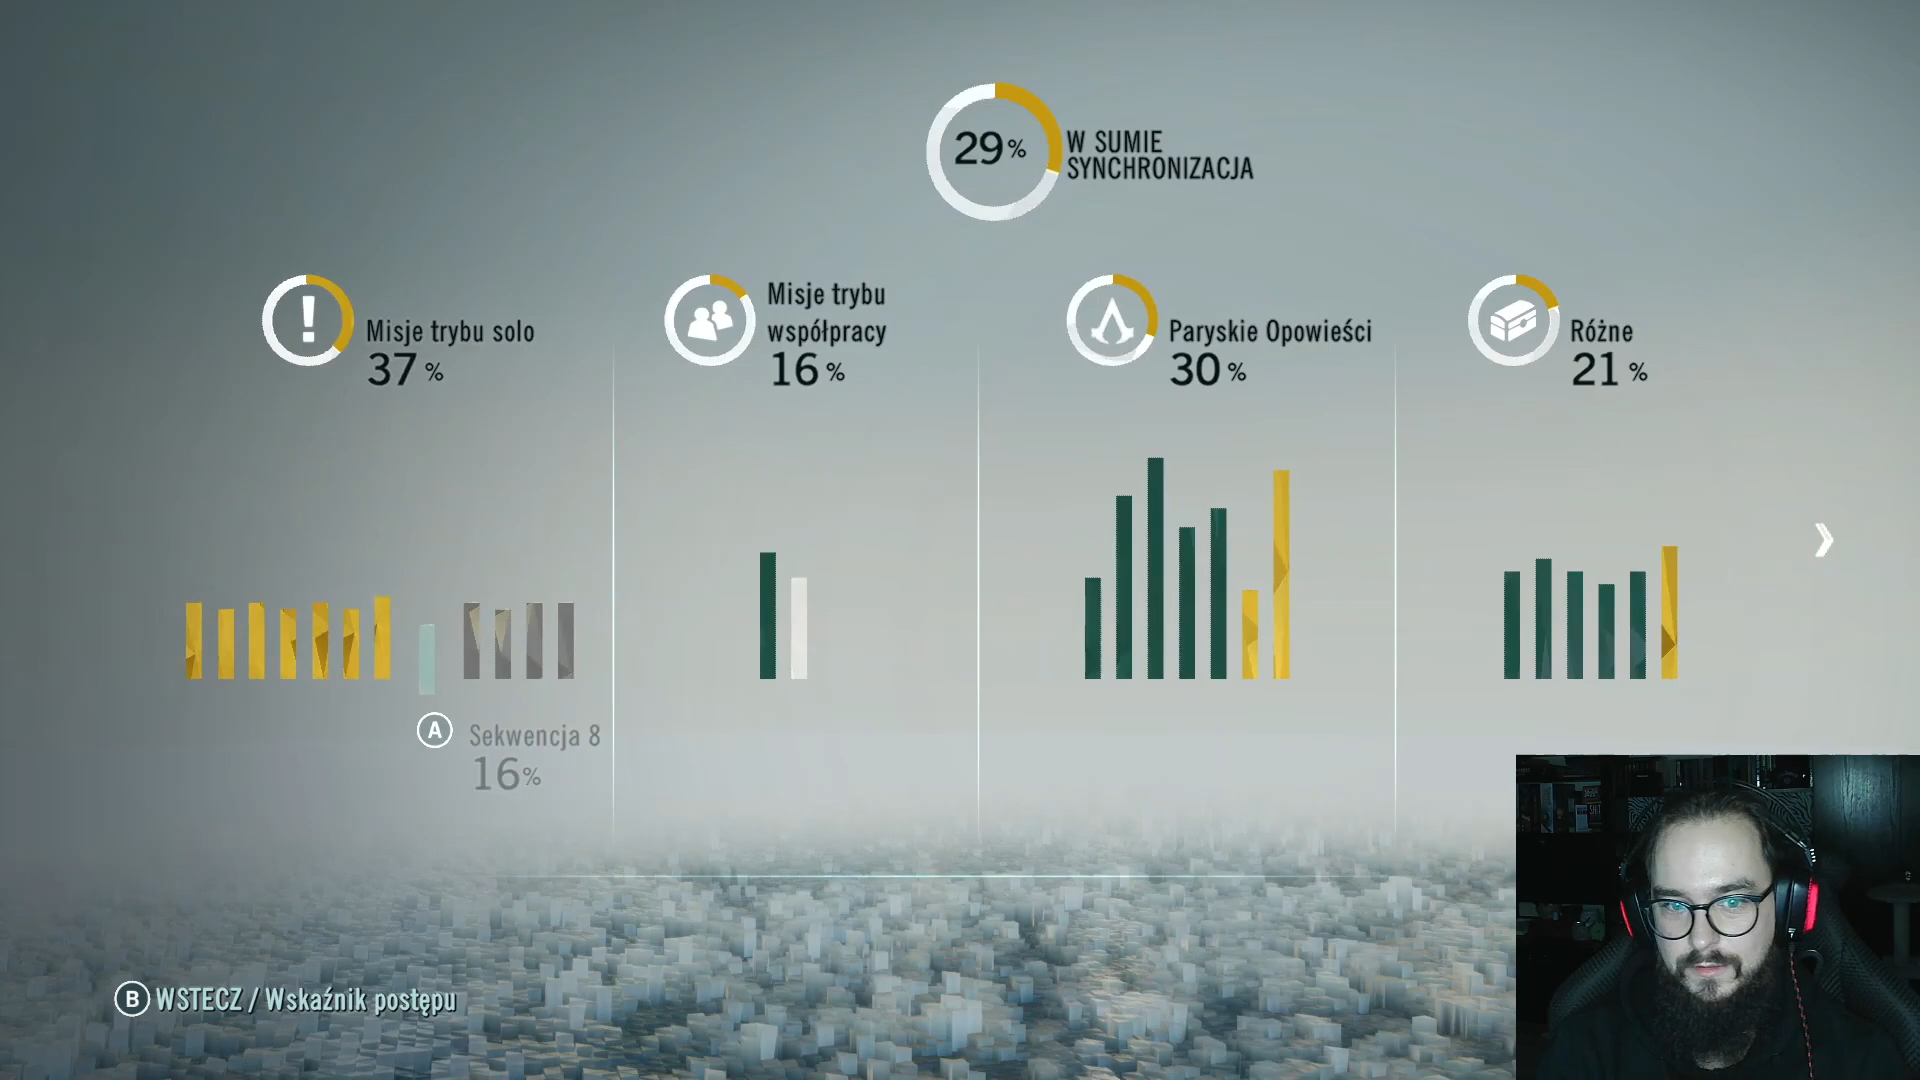 29%
W SUMIE
SYNCHRONIZACJA
Misje trybu solo
37 %
Misje trybu
współpracy
16 %
Paryskie Opowieści
30 %
Różne
21 %
A Sekwencja 8
16%
B WSTECZ / Wskaźnik postępu